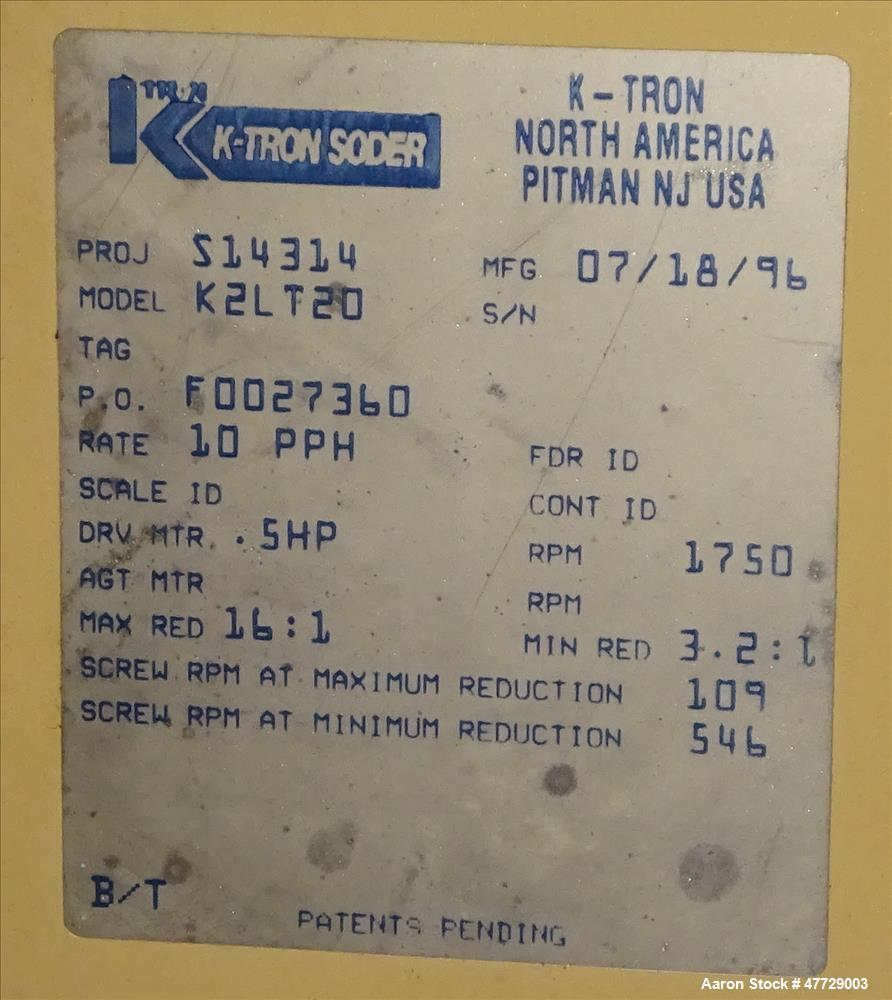 TRON
K-TRON SODER
K-TRON
NORTH AMERICA
PITMAN NJ USA
PROJ S14314
MFG 07/18/96
MODEL K2LT20
S/N
TAG
P.O. F0027360
RATE 10 PPH
FDR ID
SCALE ID
CONT ID
DRV MTR .5HP
RPM 1750
AGT MTR
RPM
MAX RED 16:1
MIN RED 3.2:1
SCREW RPM AT MAXIMUM REDUCTION 109
SCREW RPM AT MINIMUM REDUCTION 546
B/T
PATENTS PENDING
Aaron Stock # 47729003